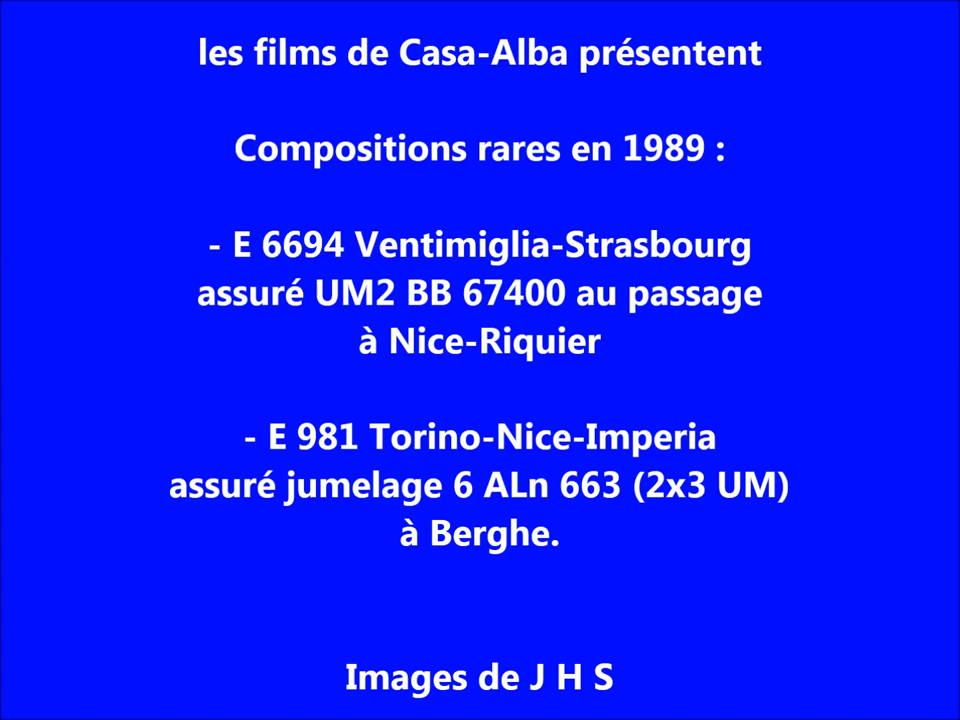 les films de Casa-Alba présentent
Compositions rares en 1989 :
- E 6694 Ventimiglia-Strasbourg
assuré UM2 BB 67400 au passage
à Nice-Riquier
- E 981 Torino-Nice-Imperia
assuré jumelage 6 ALn 663 (2x3 UM)
à Berghe.
Images de J H S